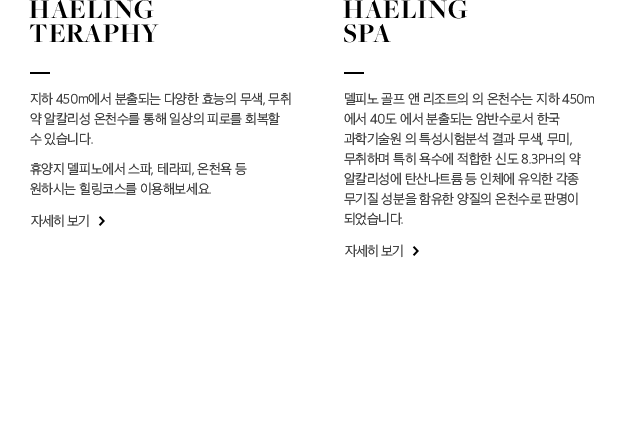 HAELING
TERAPHY
지하 450m에서 분출되는 다양한 효능의 무색, 무취
약 알칼리성 온천수를 통해 일상의 피로를 회복할
수 있습니다.
휴양지 델피노에서 스파, 테라피, 온천욕 등
원하시는 힐링코스를 이용해보세요.
자세히 보기
HAELING
SPA
델피노 골프 앤 리조트의 의 온천수는 지하 450m
에서 40도 에서 분출되는 암반수로서 한국
과학기술원 의 특성시험분석 결과 무색, 무미,
무취하며 특히 욕수에 적합한 신도 8.3PH의 약
알칼리성에 탄산나트륨 등 인체에 유익한 각종
무기질 성분을 함유한 양질의 온천수로 판명이
되었습니다.
자세히 보기